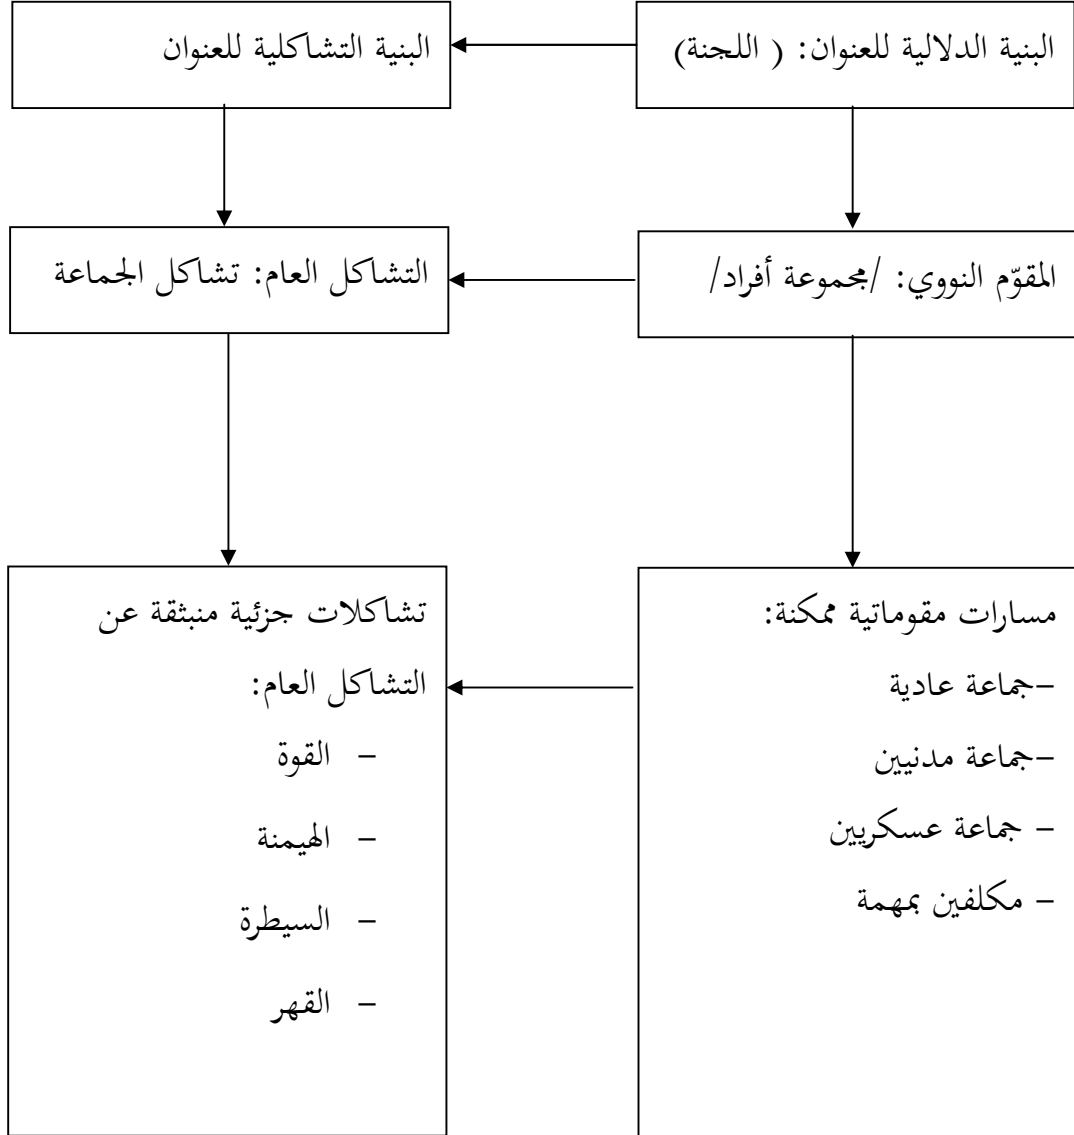 البنية الدلالية للعنوان: ( اللجنة)
البنية التشاكلية للعنوان
المقوّم النووي: /مجموعة أفراد/
التشاكل العام: تشاكل الجماعة
مسارات مقوماتية ممكنة:
–جماعة عادية
–جماعة مدنيين
– جماعة عسكريين
– مكلفين بمهمة
تشاكلات جزئية منبثقة عن
التشاكل العام:
– القوة
– الهيمنة
– السيطرة
– القهر